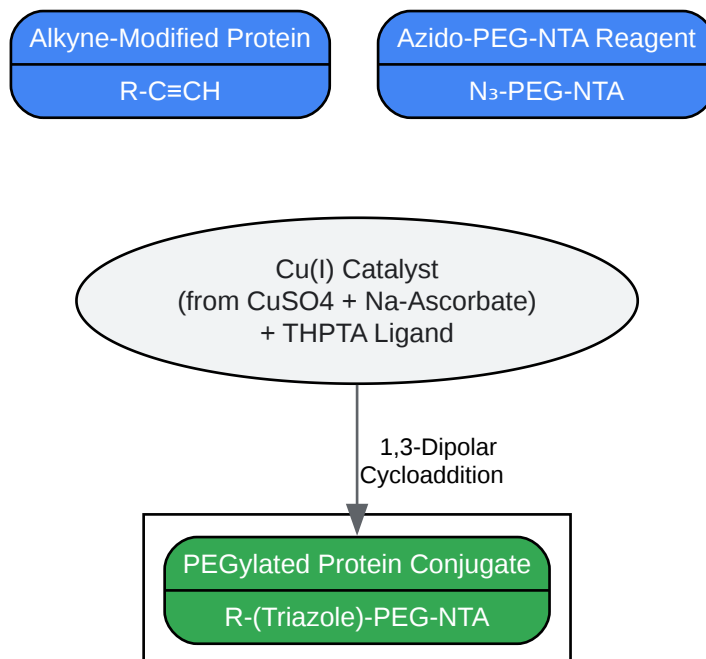 Alkyne-Modified Protein
R-C≡CH
Azido-PEG-NTA Reagent
N₃-PEG-NTA
Cu(I) Catalyst
(from CuSO4 + Na-Ascorbate)
+ THPTA Ligand
1,3-Dipolar
Cycloaddition
PEGylated Protein Conjugate
R-(Triazole)-PEG-NTA